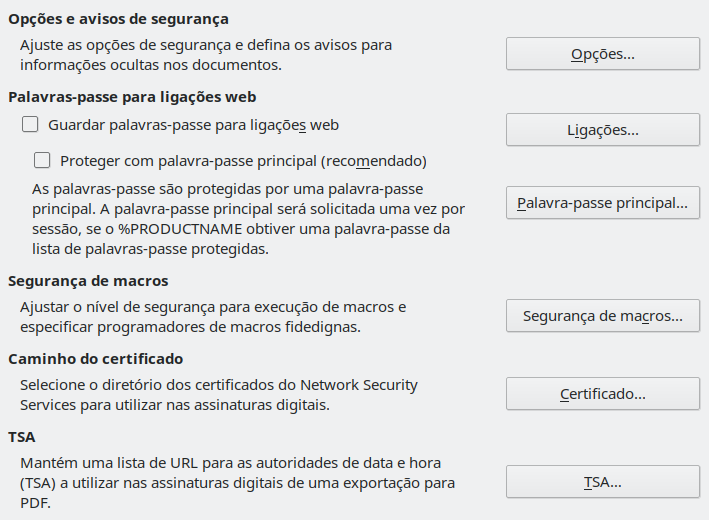 Opções e avisos de segurança
Ajuste as opções de segurança e defina os avisos para
informações ocultas nos documentos.
Opções...
Palavras-passe para ligações web
Guardar palavras-passe para ligações web
Ligações...
Proteger com palavra-passe principal (recomendado)
As palavras-passe são protegidas por uma palavra-passe
principal. A palavra-passe principal será solicitada uma vez por
sessão, se o %PRODUCTNAME obtiver uma palavra-passe da
lista de palavras-passe protegidas.
Palavra-passe principal...
Segurança de macros
Ajustar o nível de segurança para execução de macros e
especificar programadores de macros fidedignas.
Segurança de macros...
Caminho do certificado
Selecione o diretório dos certificados do Network Security
Services para utilizar nas assinaturas digitais.
Certificado...
TSA
Mantém uma lista de URL para as autoridades de data e hora
(TSA) a utilizar nas assinaturas digitais de uma exportação para
PDF.
TSA...